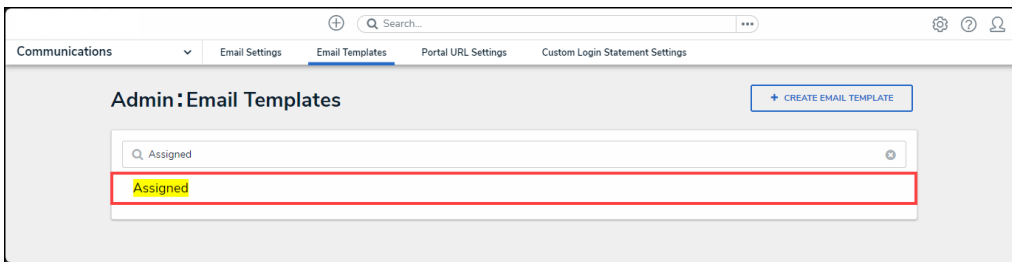 Search...
Communications
Email Settings
Email Templates
Portal URL Settings
Custom Login Statement Settings
Admin:Email Templates
+ CREATE EMAIL TEMPLATE
Assigned
Assigned